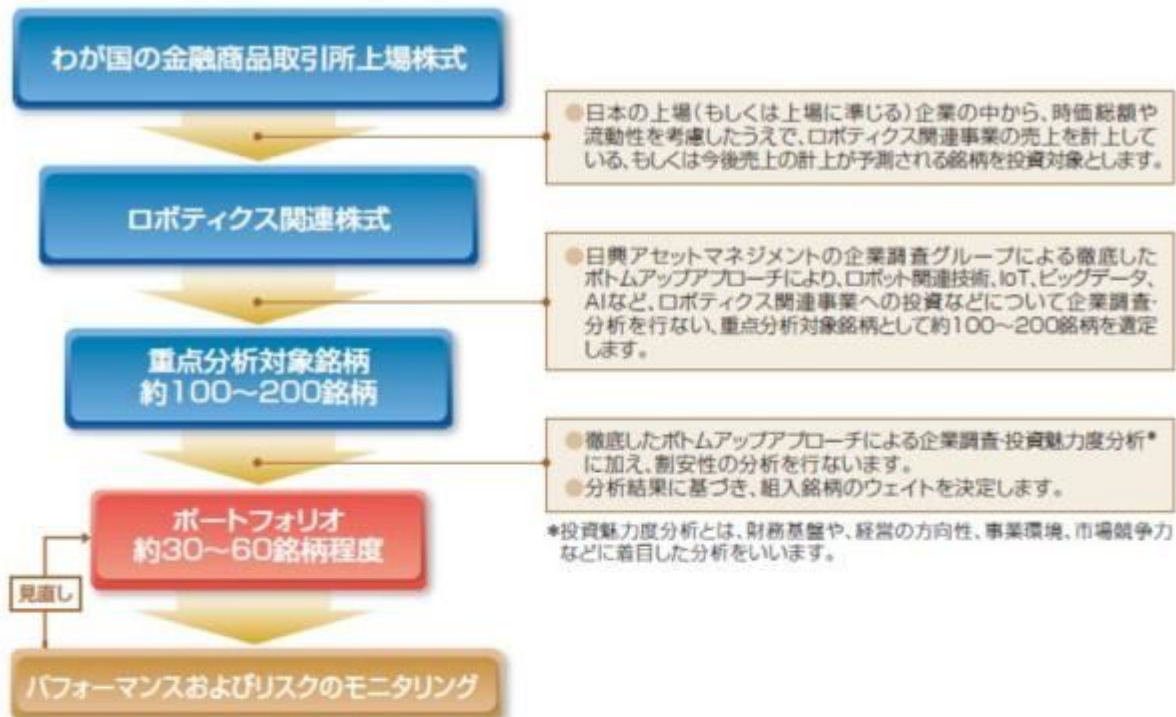 わが国の金融商品取引所上場株式
●日本の上場(もしくは上場に準じる)企業の中から、時価総額や
流動性を考慮したうえで、ロボティクス関連事業の売上を計上して
いる、もしくは今後売上の計上が予測される銘柄を投資対象とします。
ロボティクス関連株式
●日興アセットマネジメントの企業調査グループによる徹底した
ボトムアップアプローチにより、ロボット関連技術、IoT、ビッグデータ、
AIなど、ロボティクス関連事業への投資などについて企業調査・
分析を行ない、重点分析対象銘柄として約100～200銘柄を選定
します。
重点分析対象銘柄
約100～200銘柄
●徹底したボトムアップアプローチによる企業調査・投資魅力度分析*
に加え、割安性の分析を行ないます。
●分析結果に基づき、組入銘柄のウェイトを決定します。
ポートフォリオ
約30～60銘柄程度
*投資魅力度分析とは、財務基盤や、経営の方向性、事業環境、市場競争力
などに着目した分析をいいます。
見直し
パフォーマンスおよびリスクのモニタリング